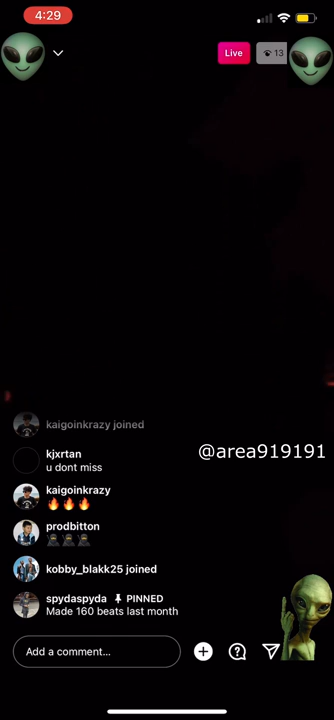 4:29
Live
13
kaigoinkrazy joined
kjxrtan
u dont miss
@area919191
kaigoinkrazy
🔥🔥🔥
prodbitton
🥷🏿🥷🏿🥷🏿
kobby_blakk25 joined
spydaspyda 📌 PINNED
Made 160 beats last month
Add a comment...